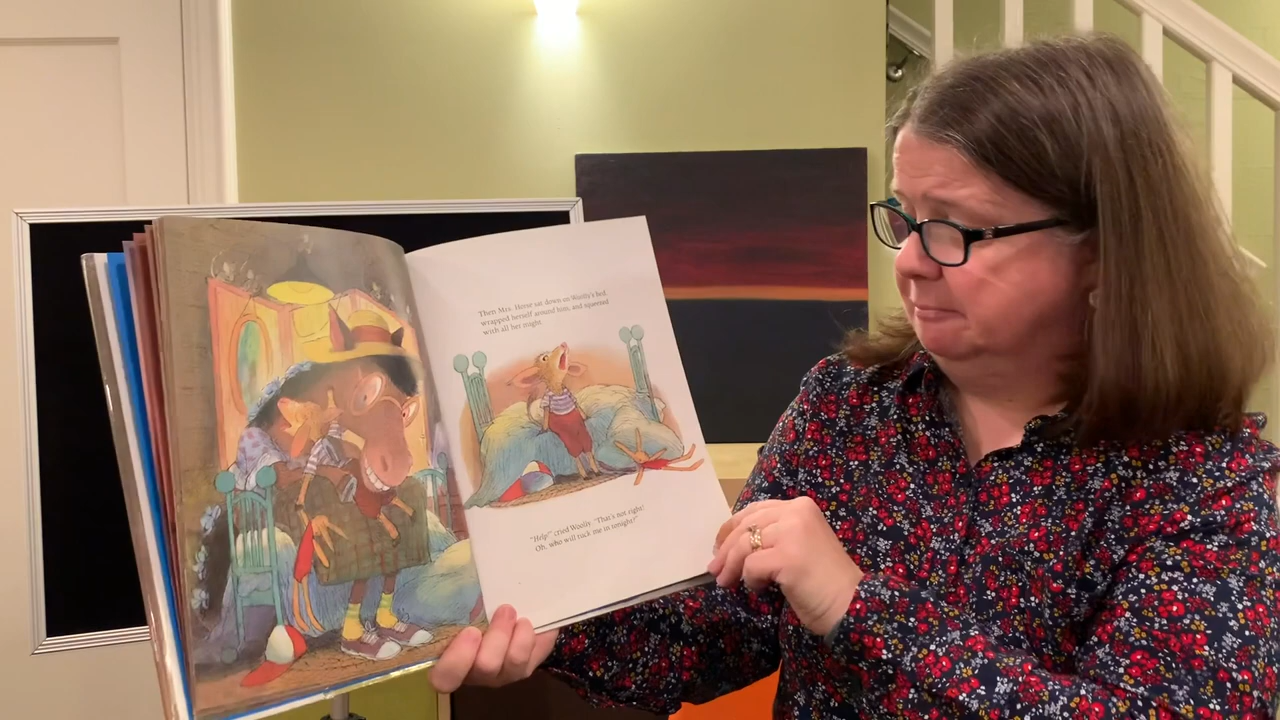 Then Mrs. Horse sat down on Woolly's bed,
wrapped herself around him, and squeezed
with all her might.
"Help!" cried Woolly. "That's not right!
Oh, who will tuck me in tonight?"